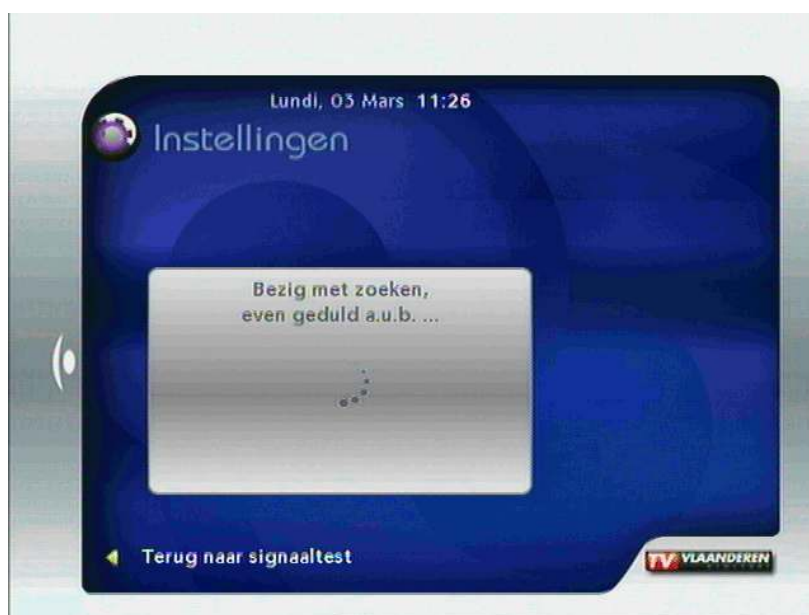 Lundi, 03 Mars 11:26
Instellingen
Bezig met zoeken,
even geduld a.u.b. ...
Terug naar signaaltest
TV VLAANDEREN